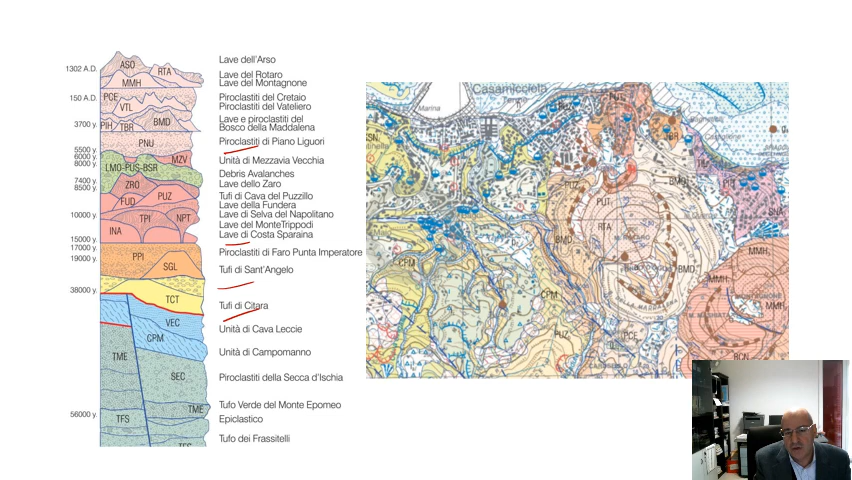 1302 A.D.
150 A.D.
3700 y.
5500 y.
6000 y.
8000 y.
7400 y.
8500 y.
10000 y.
15000 y.
17000 y.
19000 y.
38000 y.
56000 y.
ASO
RTA
MMH
PCE
VTL
PIH
TBR
BMD
PNU
MZV
LMO-PUS-BSR
ZRO
FUD
PUZ
TPI
NPT
INA
PPI
SGL
TCT
VEC
CPM
TME
SEC
TME
TFS
TFS
Lave dell'Arso
Lave del Rotaro
Lave del Montagnone
Piroclastiti del Cretaio
Piroclastiti del Vateliero
Lave e piroclastiti del
Bosco della Maddalena
Piroclastiti di Piano Liguori
Unità di Mezzavia Vecchia
Debris Avalanches
Lave dello Zaro
Tufi di Cava del Puzzillo
Lave della Fundera
Lave di Selva del Napolitano
Lave del MonteTrippodi
Lave di Costa Sparaina
Piroclastiti di Faro Punta Imperatore
Tufi di Sant'Angelo
Tufi di Citara
Unità di Cava Leccie
Unità di Campomanno
Piroclastiti della Secca d'Ischia
Tufo Verde del Monte Epomeo
Epiclastico
Tufo dei Frassitelli
Casamicciola
Marina
PUZ
PUT
RTA
BMD
BMD
BMD
CPM
CPM
PUZ
PCE
MMH
MMH
MMH
SNA